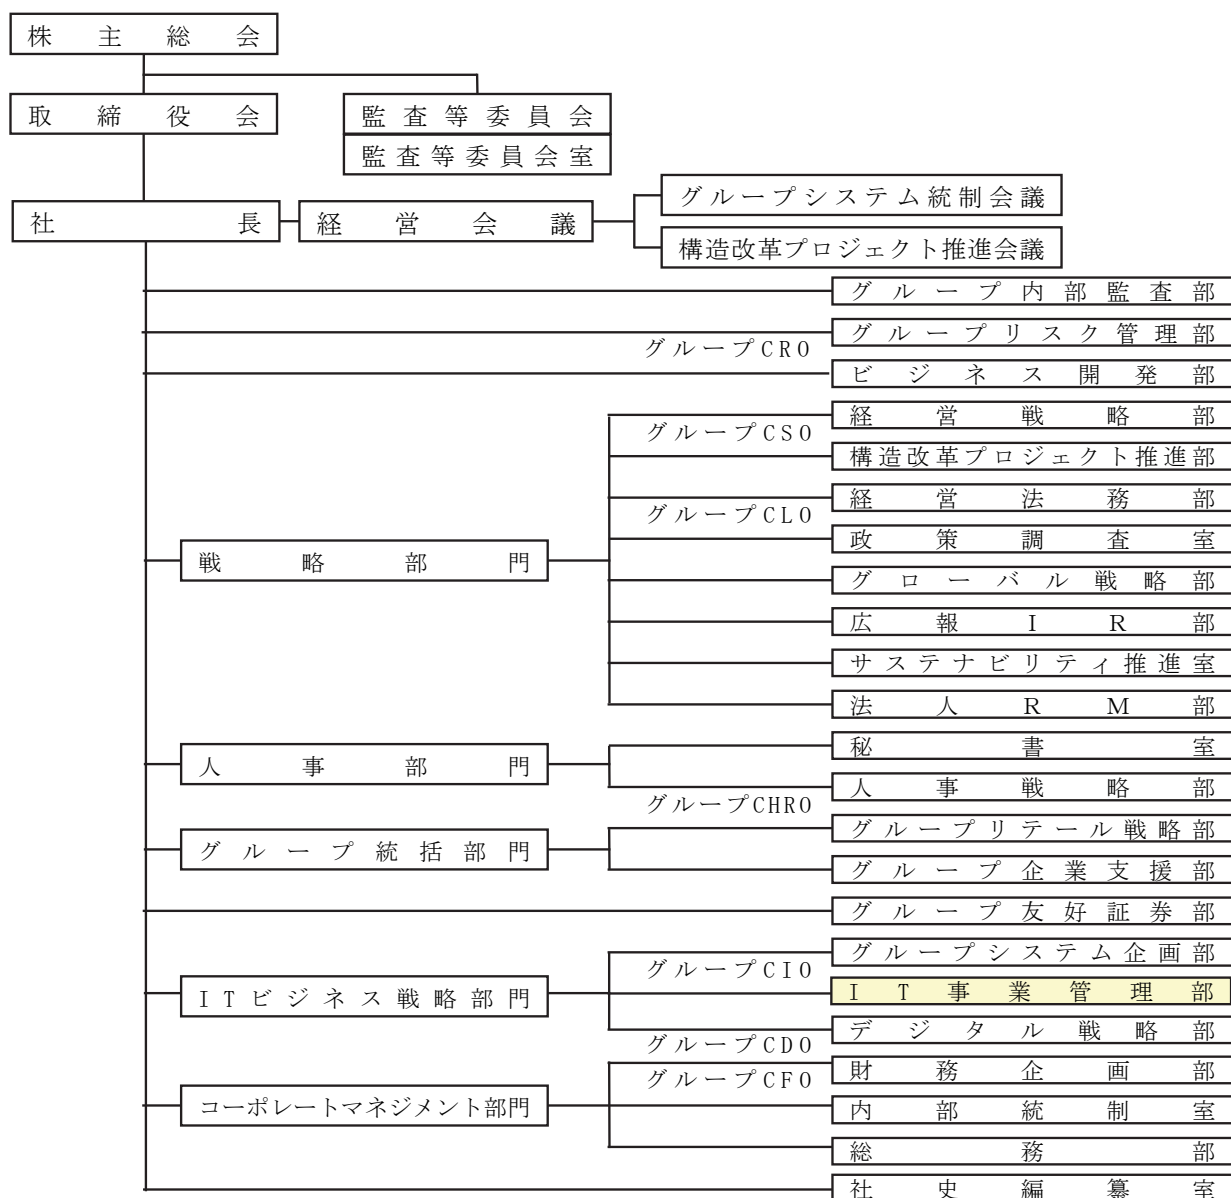 株主総会
取締役会
監査等委員会
監査等委員会室
社長
経営会議
グループシステム統制会議
構造改革プロジェクト推進会議
グループ内部監査部
グループリスク管理部
グループCRO
ビジネス開発部
経営戦略部
グループCSO
構造改革プロジェクト推進部
経営法務部
グループCLO
政策調査室
戦略部門
グローバル戦略部
広報IR部
サステナビリティ推進室
法人RM部
秘書室
人事部門
人事戦略部
グループCHRO
グループリテール戦略部
グループ統括部門
グループ企業支援部
グループ友好証券部
グループシステム企画部
グループCIO
ITビジネス戦略部門
IT事業管理部
デジタル戦略部
グループCDO
財務企画部
グループCFO
コーポレートマネジメント部門
内部統制室
総務部
社史編纂室